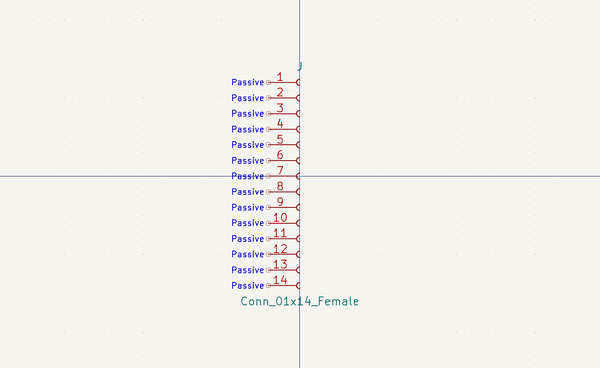 J
Passive 1
Passive 2
Passive 3
Passive 4
Passive 5
Passive 6
Passive 7
Passive 8
Passive 9
Passive 10
Passive 11
Passive 12
Passive 13
Passive 14
Conn_01x14_Female